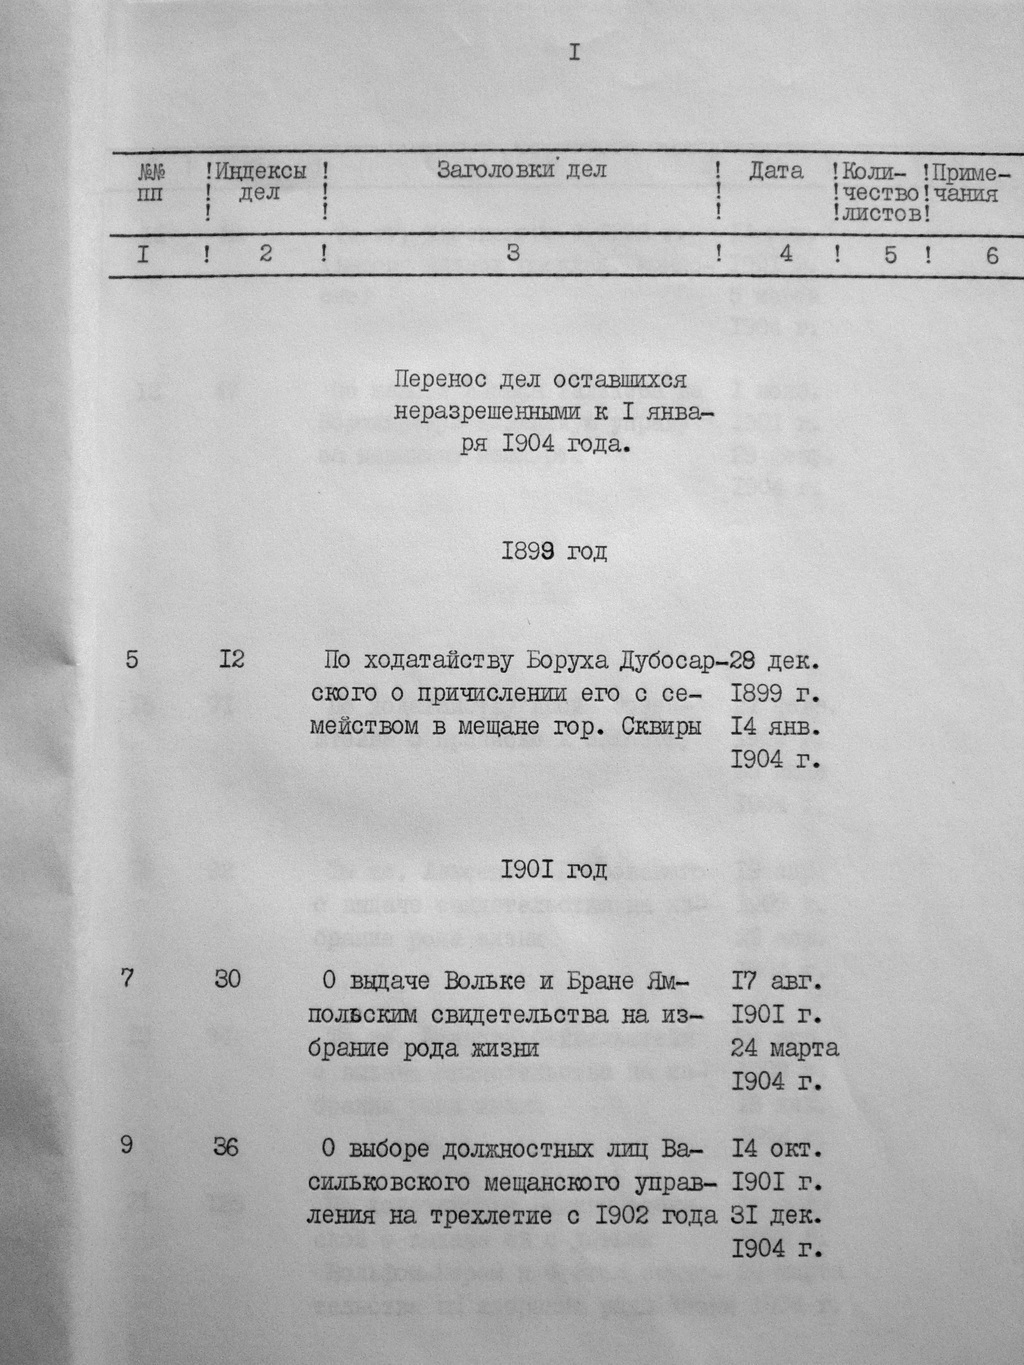 I
№№ !Индексы ! Заголовки дел ! Дата !Коли- !Приме-
пп ! дел ! ! !чество!чания
! ! ! !листов!
I ! 2 ! 3 ! 4 ! 5 ! 6
Перенос дел оставшихся
неразрешенными к I янва-
ря I904 года.
I899 год
5 I2 По ходатайству Боруха Дубосар- 28 дек.
ского о причислении его с се- I899 г.
мейством в мещане гор. Сквиры I4 янв.
I904 г.
I90I год
7 30 О выдаче Вольке и Бране Ям- I7 авг.
польским свидетельства на из- I90I г.
брание рода жизни 24 марта
I904 г.
9 36 О выборе должностных лиц Ва- I4 окт.
сильковского мещанского управ- I90I г.
ления на трехлетие с I902 года 3I дек.
I904 г.